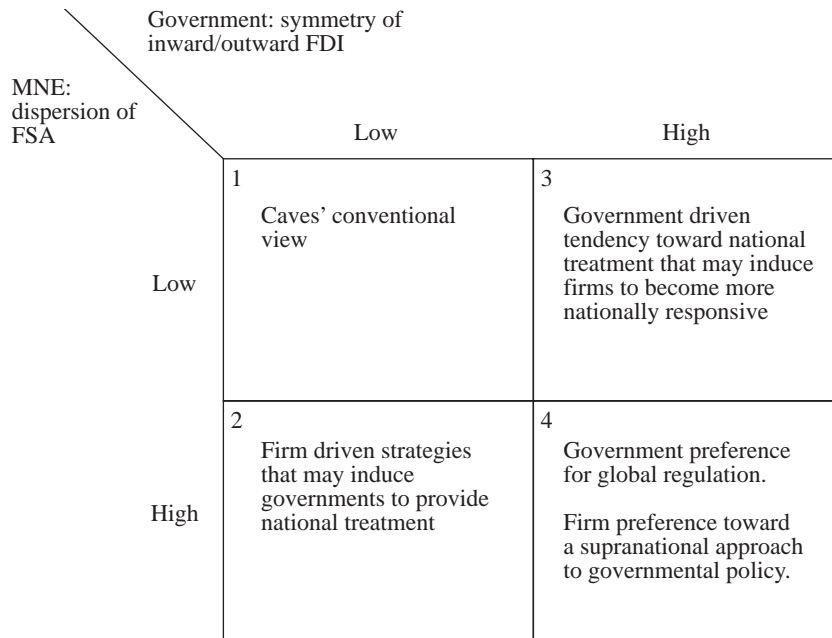 Government: symmetry of
inward/outward FDI
MNE:
dispersion of
FSA
Low
High
Low
1
Caves’ conventional
view
3
Government driven
tendency toward national
treatment that may induce
firms to become more
nationally responsive
High
2
Firm driven strategies
that may induce
governments to provide
national treatment
4
Government preference
for global regulation.
Firm preference toward
a supranational approach
to governmental policy.